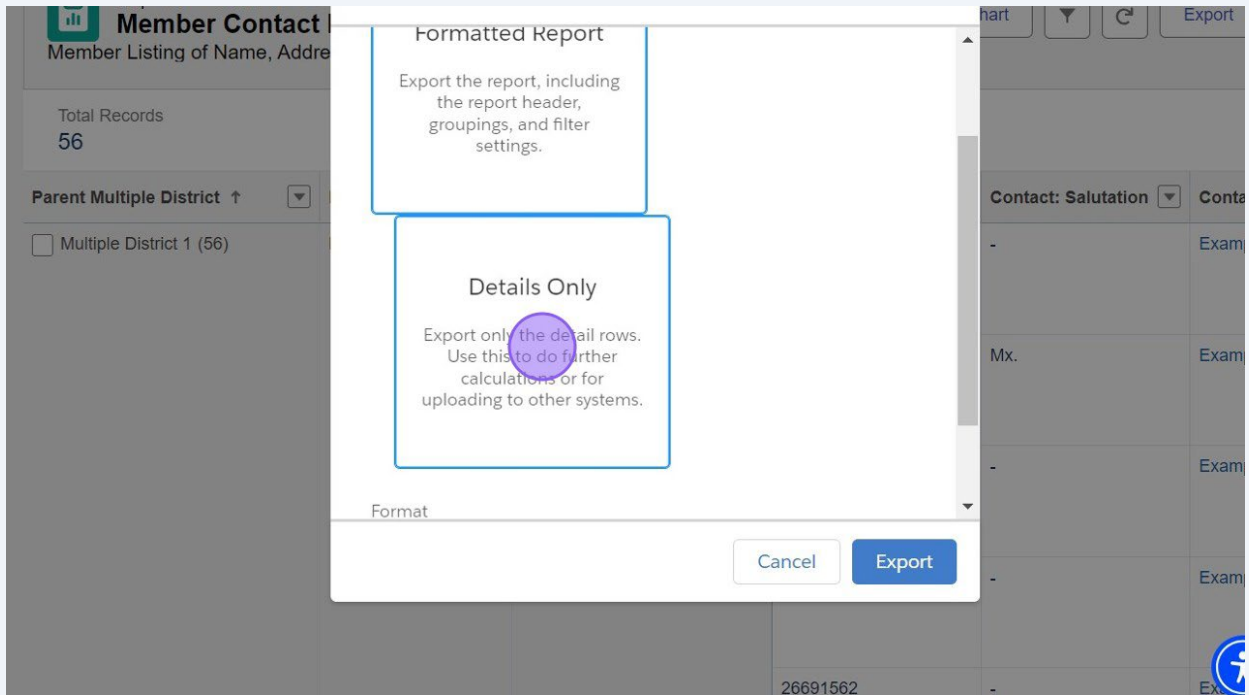 Member Contact
Member Listing of Name, Addre
hart
Export
Total Records
56
Parent Multiple District ↑
Contact: Salutation
Conta
Multiple District 1 (56)
-
Exam
Mx.
Exam
-
Exam
-
Exam
26691562
-
Formatted Report
Export the report, including
the report header,
groupings, and filter
settings.
Details Only
Export only the detail rows.
Use this to do further
calculations or for
uploading to other systems.
Format
Cancel
Export